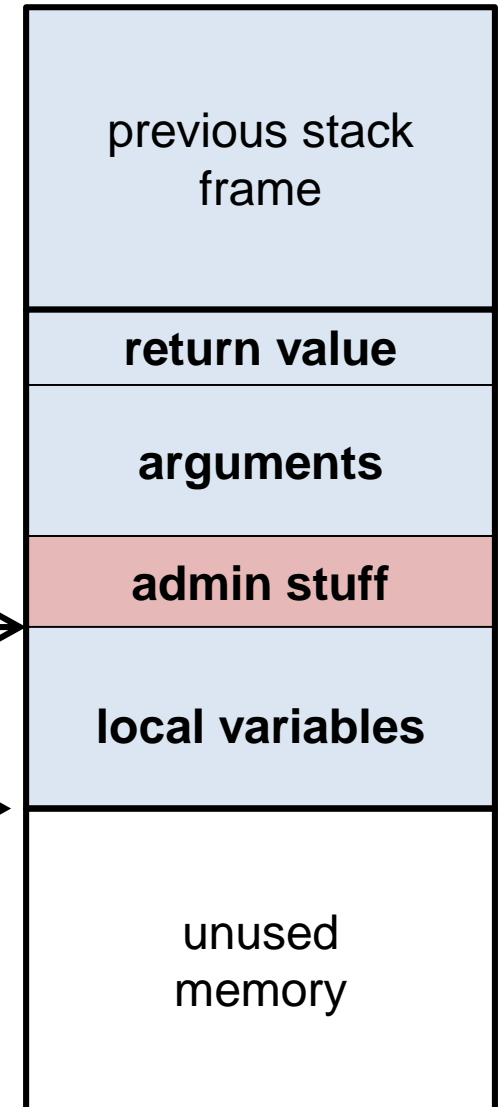 previous stack
frame
return value
arguments
admin stuff
local variables
unused
memory